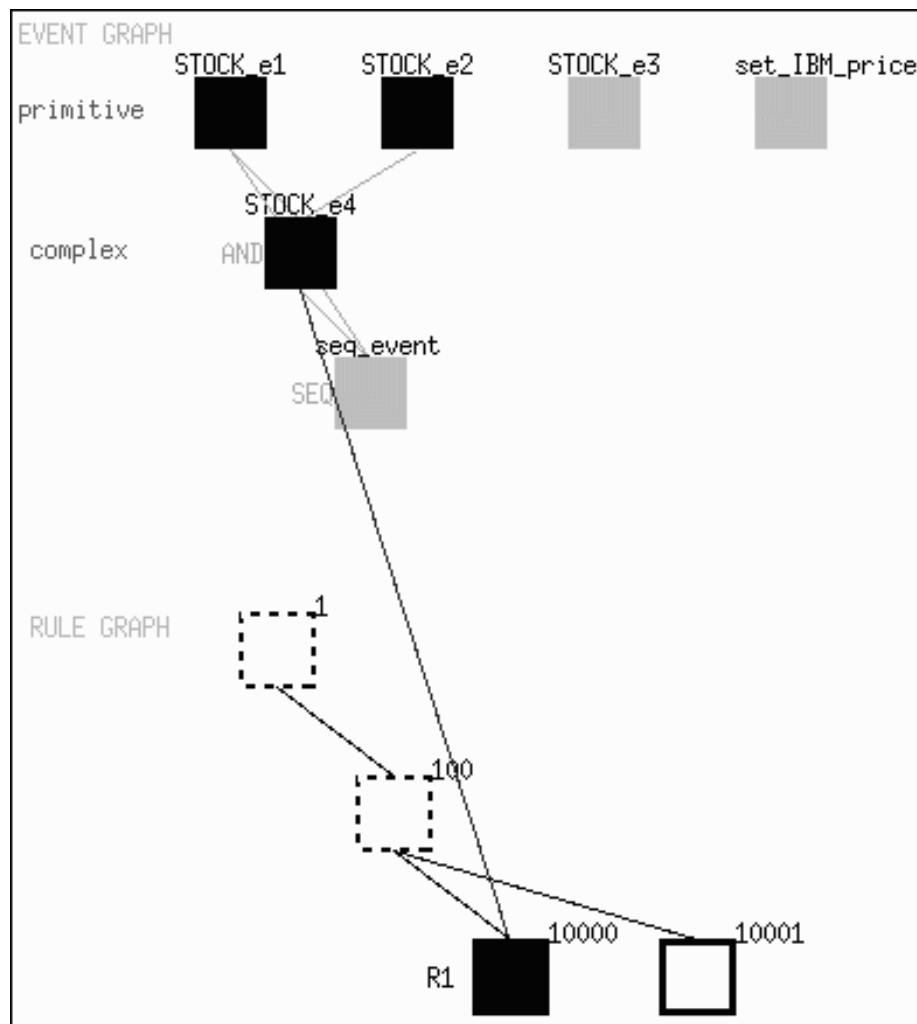 EVENT GRAPH
STOCK_e1 STOCK_e2 STOCK_e3 set_IBM_price
primitive
STOCK_e4
complex AND
seq_event
SEQ
1
RULE GRAPH
100
10000 10001
R1